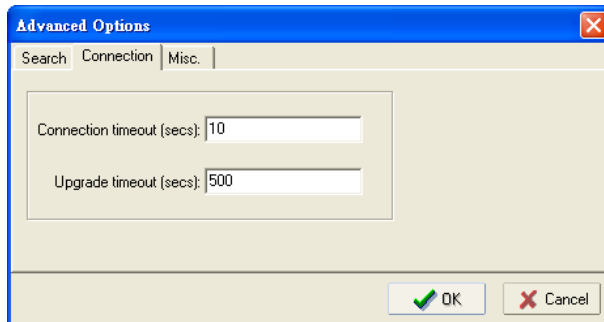 Advanced Options
Search Connection Misc.
Connection timeout (secs): 10
Upgrade timeout (secs): 500
OK Cancel